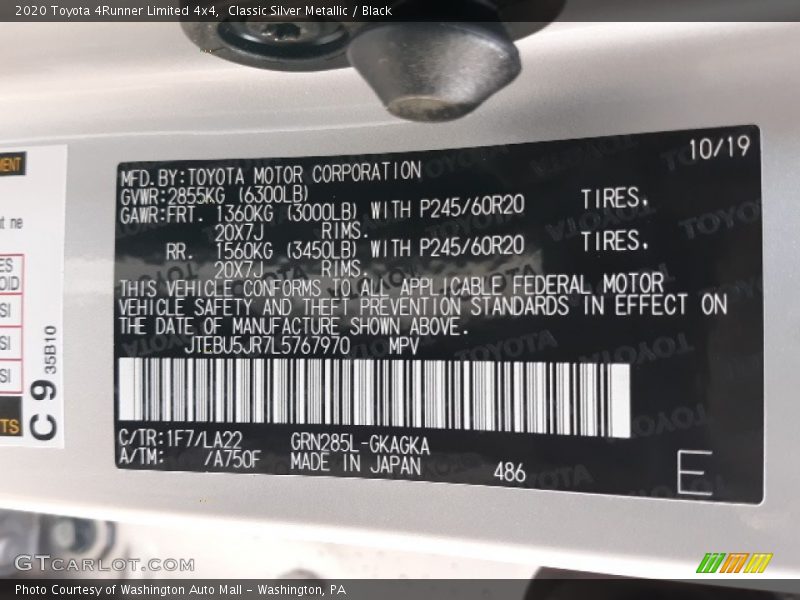 2020 Toyota 4Runner Limited 4x4,  Classic Silver Metallic / Black
10/19
MFD.BY:TOYOTA MOTOR CORPORATION
GVWR:2855KG (6300LB)
GAWR:FRT. 1360KG (3000LB) WITH P245/60R20 TIRES,
20X7J RIMS.
RR. 1560KG (3450LB) WITH P245/60R20 TIRES,
20X7J RIMS.
THIS VEHICLE CONFORMS TO ALL APPLICABLE FEDERAL MOTOR
VEHICLE SAFETY AND THEFT PREVENTION STANDARDS IN EFFECT ON
THE DATE OF MANUFACTURE SHOWN ABOVE.
JTEBU5JR7L5767970 MPV
C/TR:1F7/LA22 GRN285L-GKAGKA
A/TM: /A750F MADE IN JAPAN 486
E
C 9 35B10
GTCARLOT.COM
Photo Courtesy of Washington Auto Mall - Washington, PA